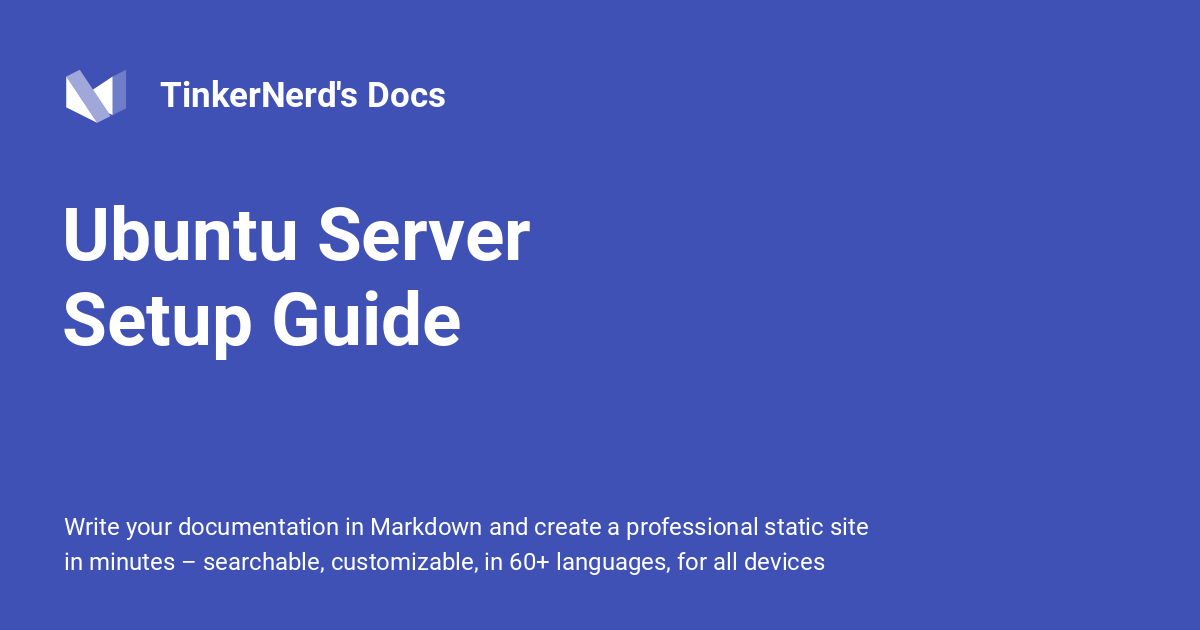 TinkerNerd's Docs
Ubuntu Server
Setup Guide
Write your documentation in Markdown and create a professional static site
in minutes – searchable, customizable, in 60+ languages, for all devices